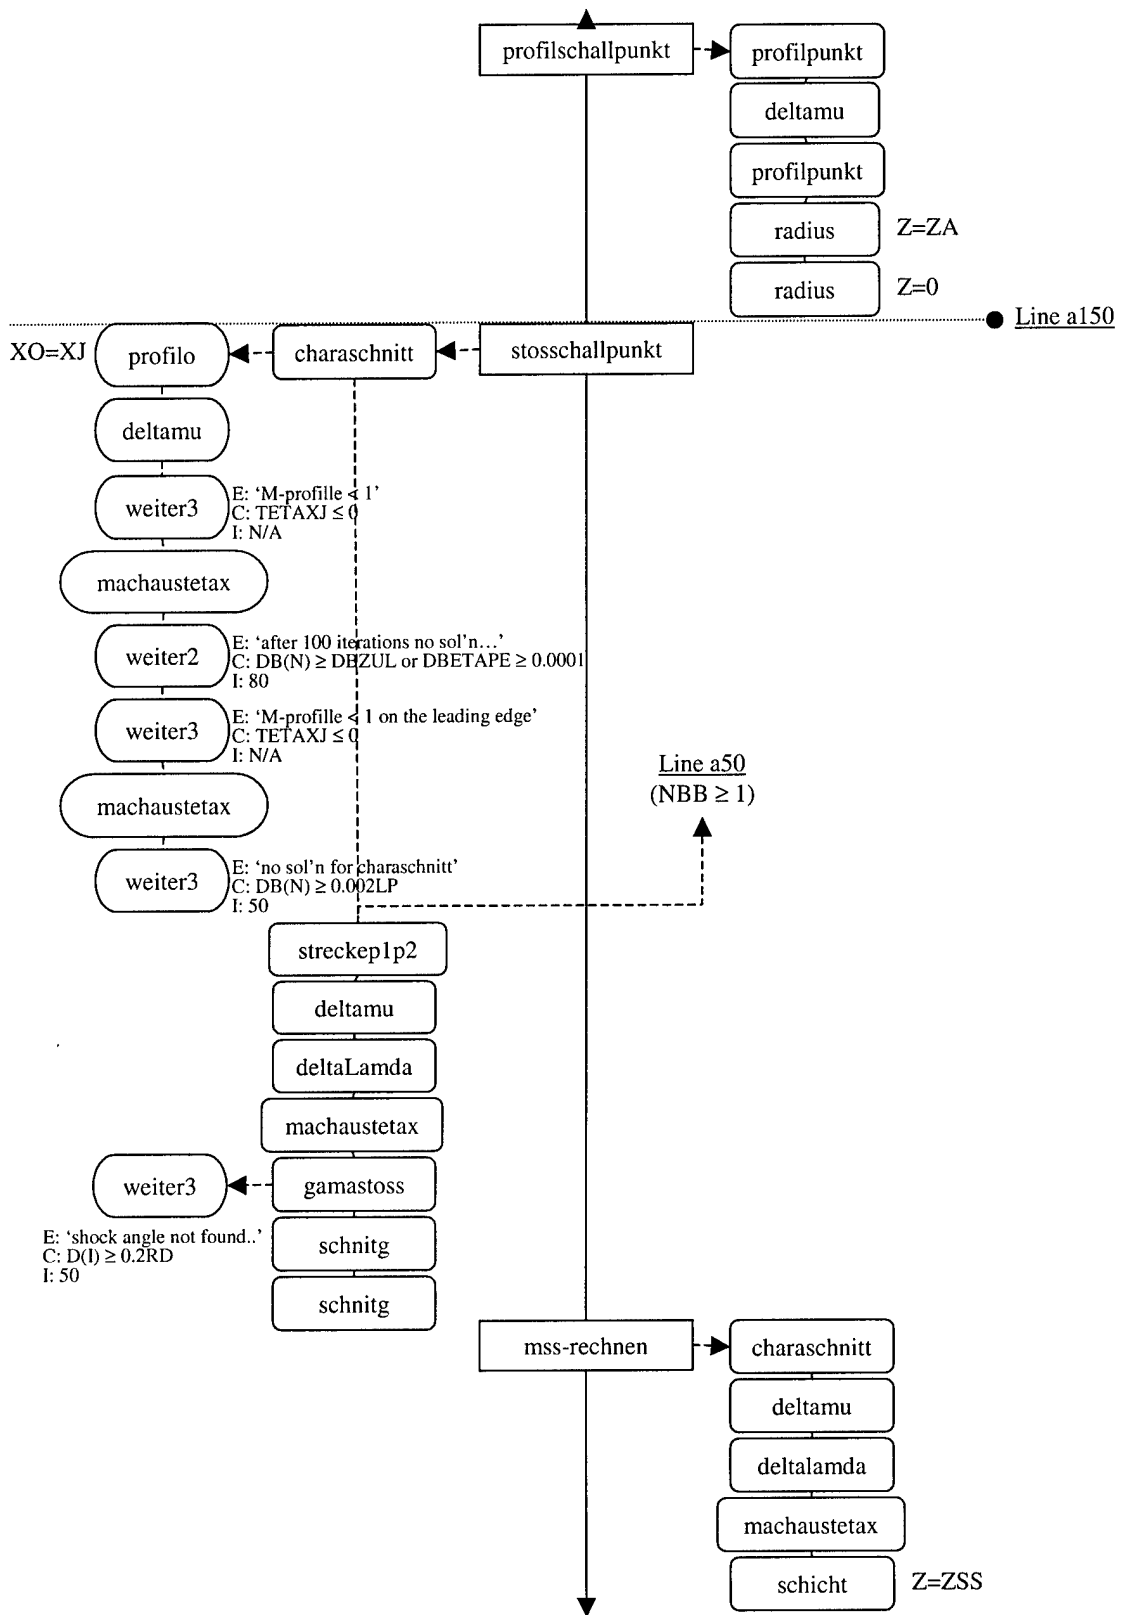 profilschallpunkt
profilpunkt
deltamu
profilpunkt
radius
Z=ZA
radius
Z=0
Line a150
XO=XJ
profilo
charaschnitt
stosschallpunkt
deltamu
weiter3
E: ‘M-profille < 1’
C: TETAXJ ≤ 0
I: N/A
machaustetax
weiter2
E: ‘after 100 iterations no sol’n…’
C: DB(N) ≥ DBZUL or DBETAPE ≥ 0.0001
I: 80
weiter3
E: ‘M-profille < 1 on the leading edge’
C: TETAXJ ≤ 0
I: N/A
Line a50
(NBB ≥ 1)
machaustetax
weiter3
E: ‘no sol’n for charaschnitt’
C: DB(N) ≥ 0.002LP
I: 50
streckep1p2
deltamu
deltaLamda
machaustetax
weiter3
gamastoss
E: ‘shock angle not found..’
C: D(I) ≥ 0.2RD
I: 50
schnitg
schnitg
mss-rechnen
charaschnitt
deltamu
deltalamda
machaustetax
schicht
Z=ZSS